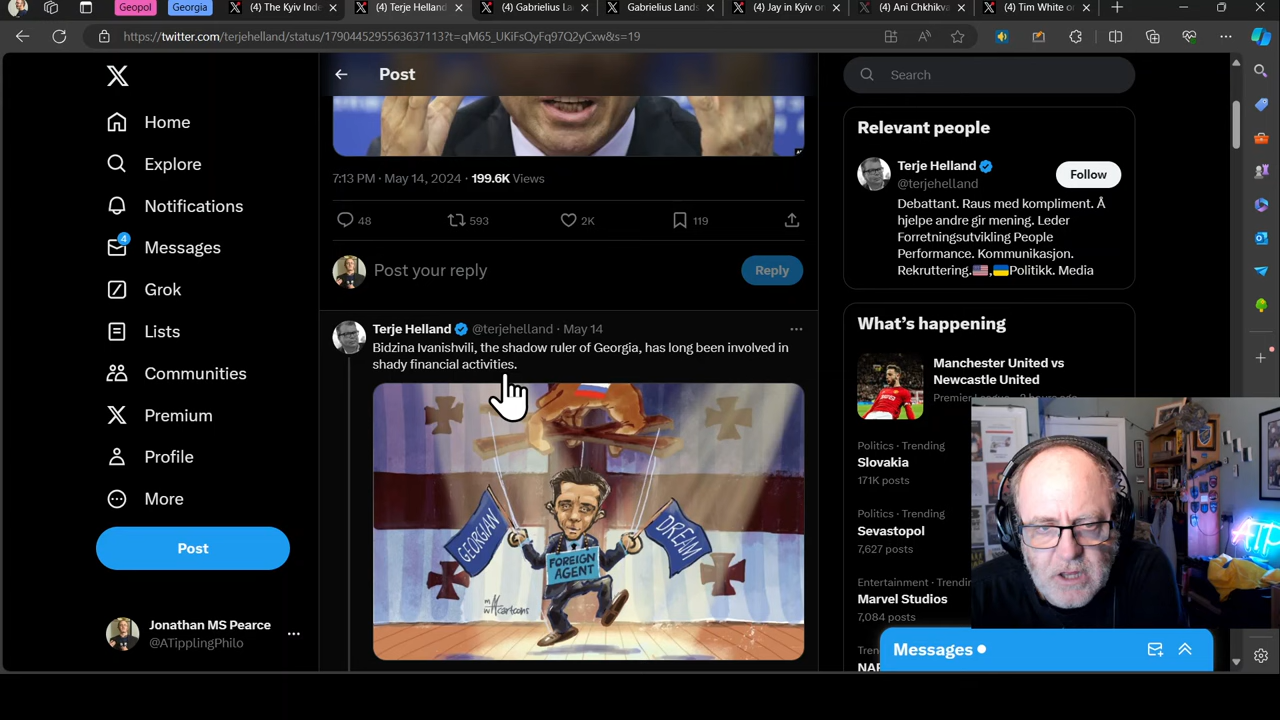 Geopol
Georgia
(4) The Kyiv Inde
(4) Terje Helland
(4) Gabrielius La
Gabrielius Lands
(4) Jay in Kyiv o
(4) Ani Chkhikva
(4) Tim White o
https://twitter.com/terjehelland/status/1790445295563637113?t=qM65_UKiFsQyFq97Q2yCxw&s=19
Home
Explore
Notifications
4
Messages
Grok
Lists
Communities
Premium
Profile
More
Post
Jonathan MS Pearce
@ATipplingPhilo
Post
7:13 PM · May 14, 2024 · 199.6K Views
48
593
2K
119
Post your reply
Reply
Terje Helland @terjehelland · May 14
Bidzina Ivanishvili, the shadow ruler of Georgia, has long been involved in
shady financial activities.
GEORGIAN
DREAM
FOREIGN
AGENT
Search
Relevant people
Terje Helland
@terjehelland
Follow
Debattant. Raus med kompliment. Å
hjelpe andre gir mening. Leder
Forretningsutvikling People
Performance. Kommunikasjon.
Rekruttering. , Politikk. Media
What's happening
Manchester United vs
Newcastle United
Premier League
Politics · Trending
Slovakia
171K posts
Politics · Trending
Sevastopol
7,627 posts
Entertainment · Trending
Marvel Studios
7,084 posts
Messages